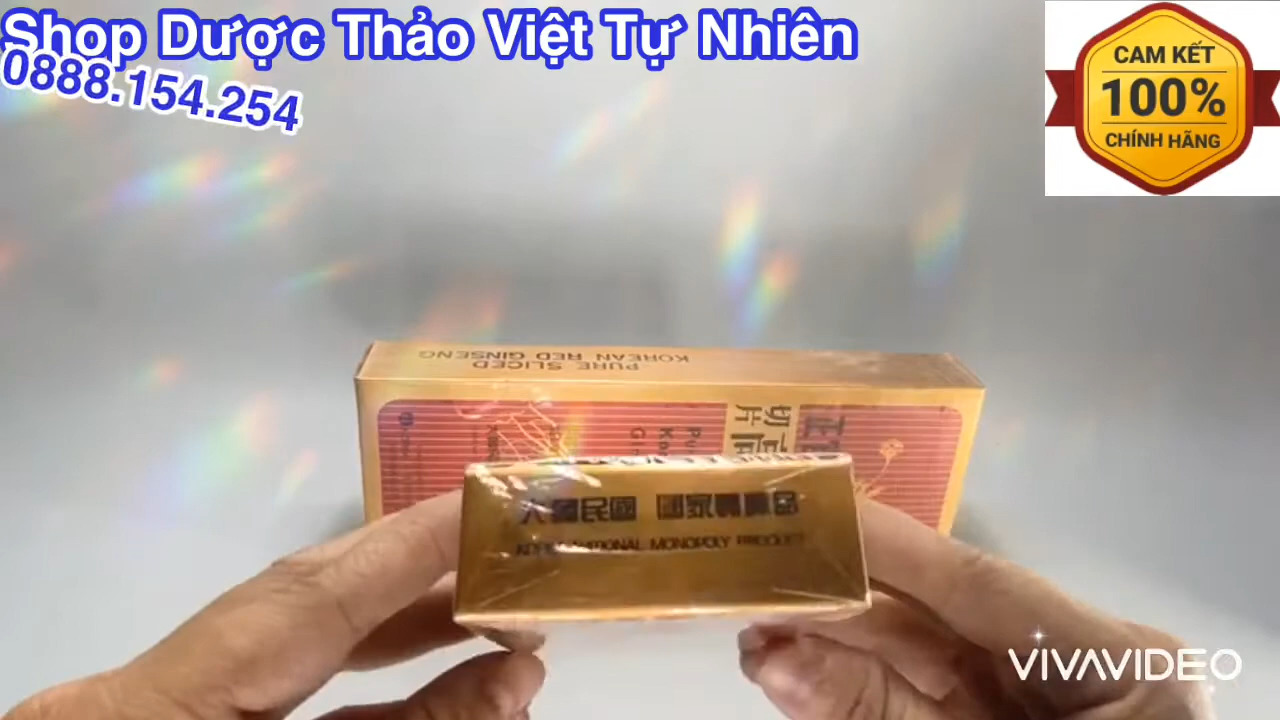 Shop Dược Thảo Việt Tự Nhiên
0888.154.254
CAM KẾT
100%
CHÍNH HÃNG
KOREAN RED GINSENG
PURE SLICED
切片
大韓民國 國家專賣品
NATIONAL MONOPOLY PRODUCT
VIVAVIDEO